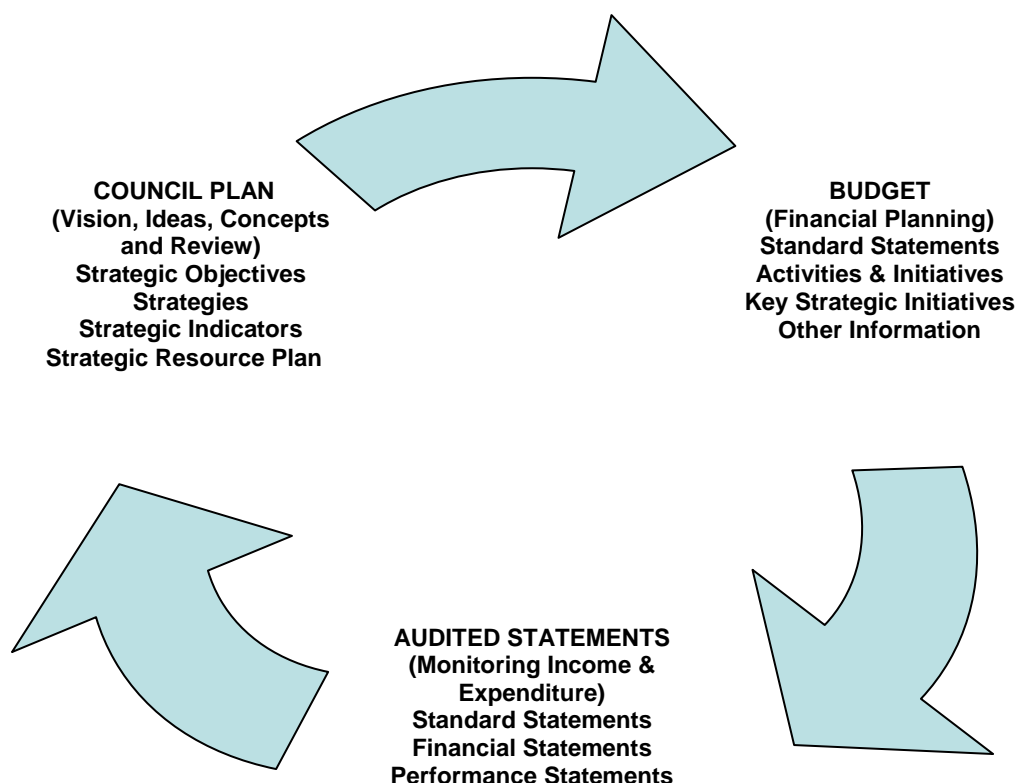 COUNCIL PLAN
(Vision, Ideas, Concepts
and Review)
Strategic Objectives
Strategies
Strategic Indicators
Strategic Resource Plan
BUDGET
(Financial Planning)
Standard Statements
Activities & Initiatives
Key Strategic Initiatives
Other Information
AUDITED STATEMENTS
(Monitoring Income &
Expenditure)
Standard Statements
Financial Statements
Performance Statements